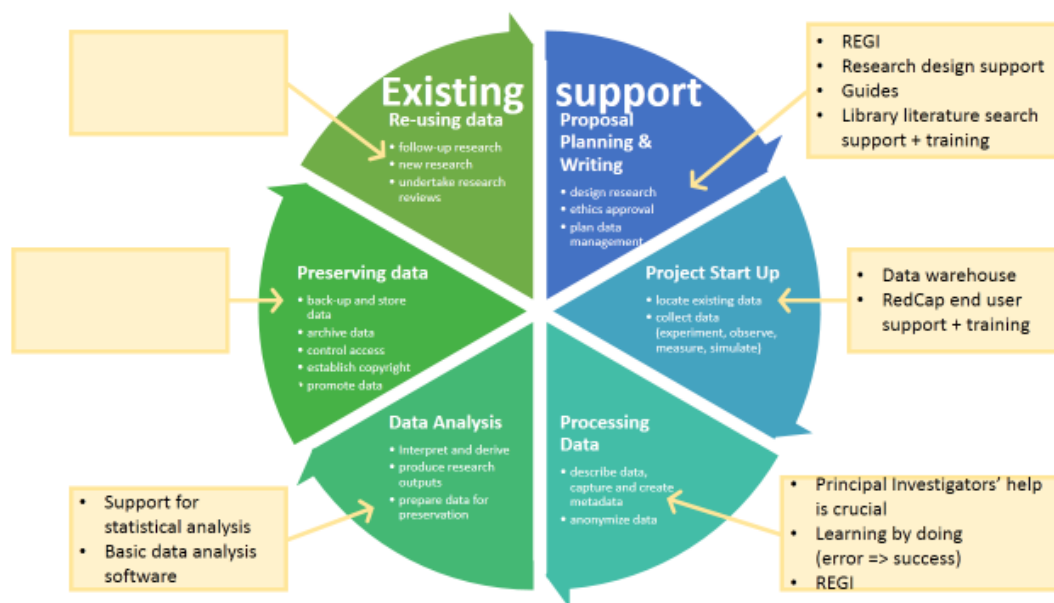 Existing support
Re-using data
• follow-up research
• new research
• undertake research
reviews
Proposal
Planning &
Writing
• design research
• ethics approval
• plan data
management
• REGI
• Research design support
• Guides
• Library literature search
support + training
Preserving data
• back-up and store
data
• archive data
• control access
• establish copyright
• promote data
Project Start Up
• locate existing data
• collect data
(experiment, observe,
measure, simulate)
• Data warehouse
• RedCap end user
support + training
Data Analysis
• Interpret and derive
• produce research
outputs
• prepare data for
preservation
Processing
Data
• describe data,
capture and create
metadata
• anonymize data
• Support for
statistical analysis
• Basic data analysis
software
• Principal Investigators' help
is crucial
• Learning by doing
(error => success)
• REGI